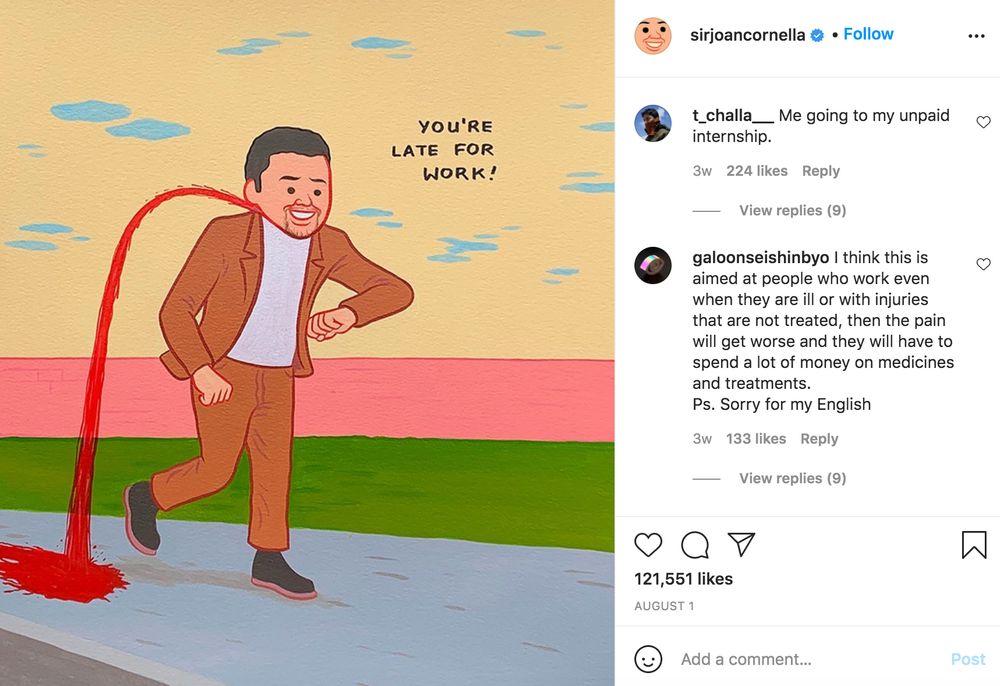 YOU'RE
LATE FOR
WORK!
sirjoancornella • Follow
t_challa___ Me going to my unpaid
internship.
3w 224 likes Reply
View replies (9)
galoonseishinbyo I think this is
aimed at people who work even
when they are ill or with injuries
that are not treated, then the pain
will get worse and they will have to
spend a lot of money on medicines
and treatments.
Ps. Sorry for my English
3w 133 likes Reply
View replies (9)
121,551 likes
AUGUST 1
Add a comment...
Post